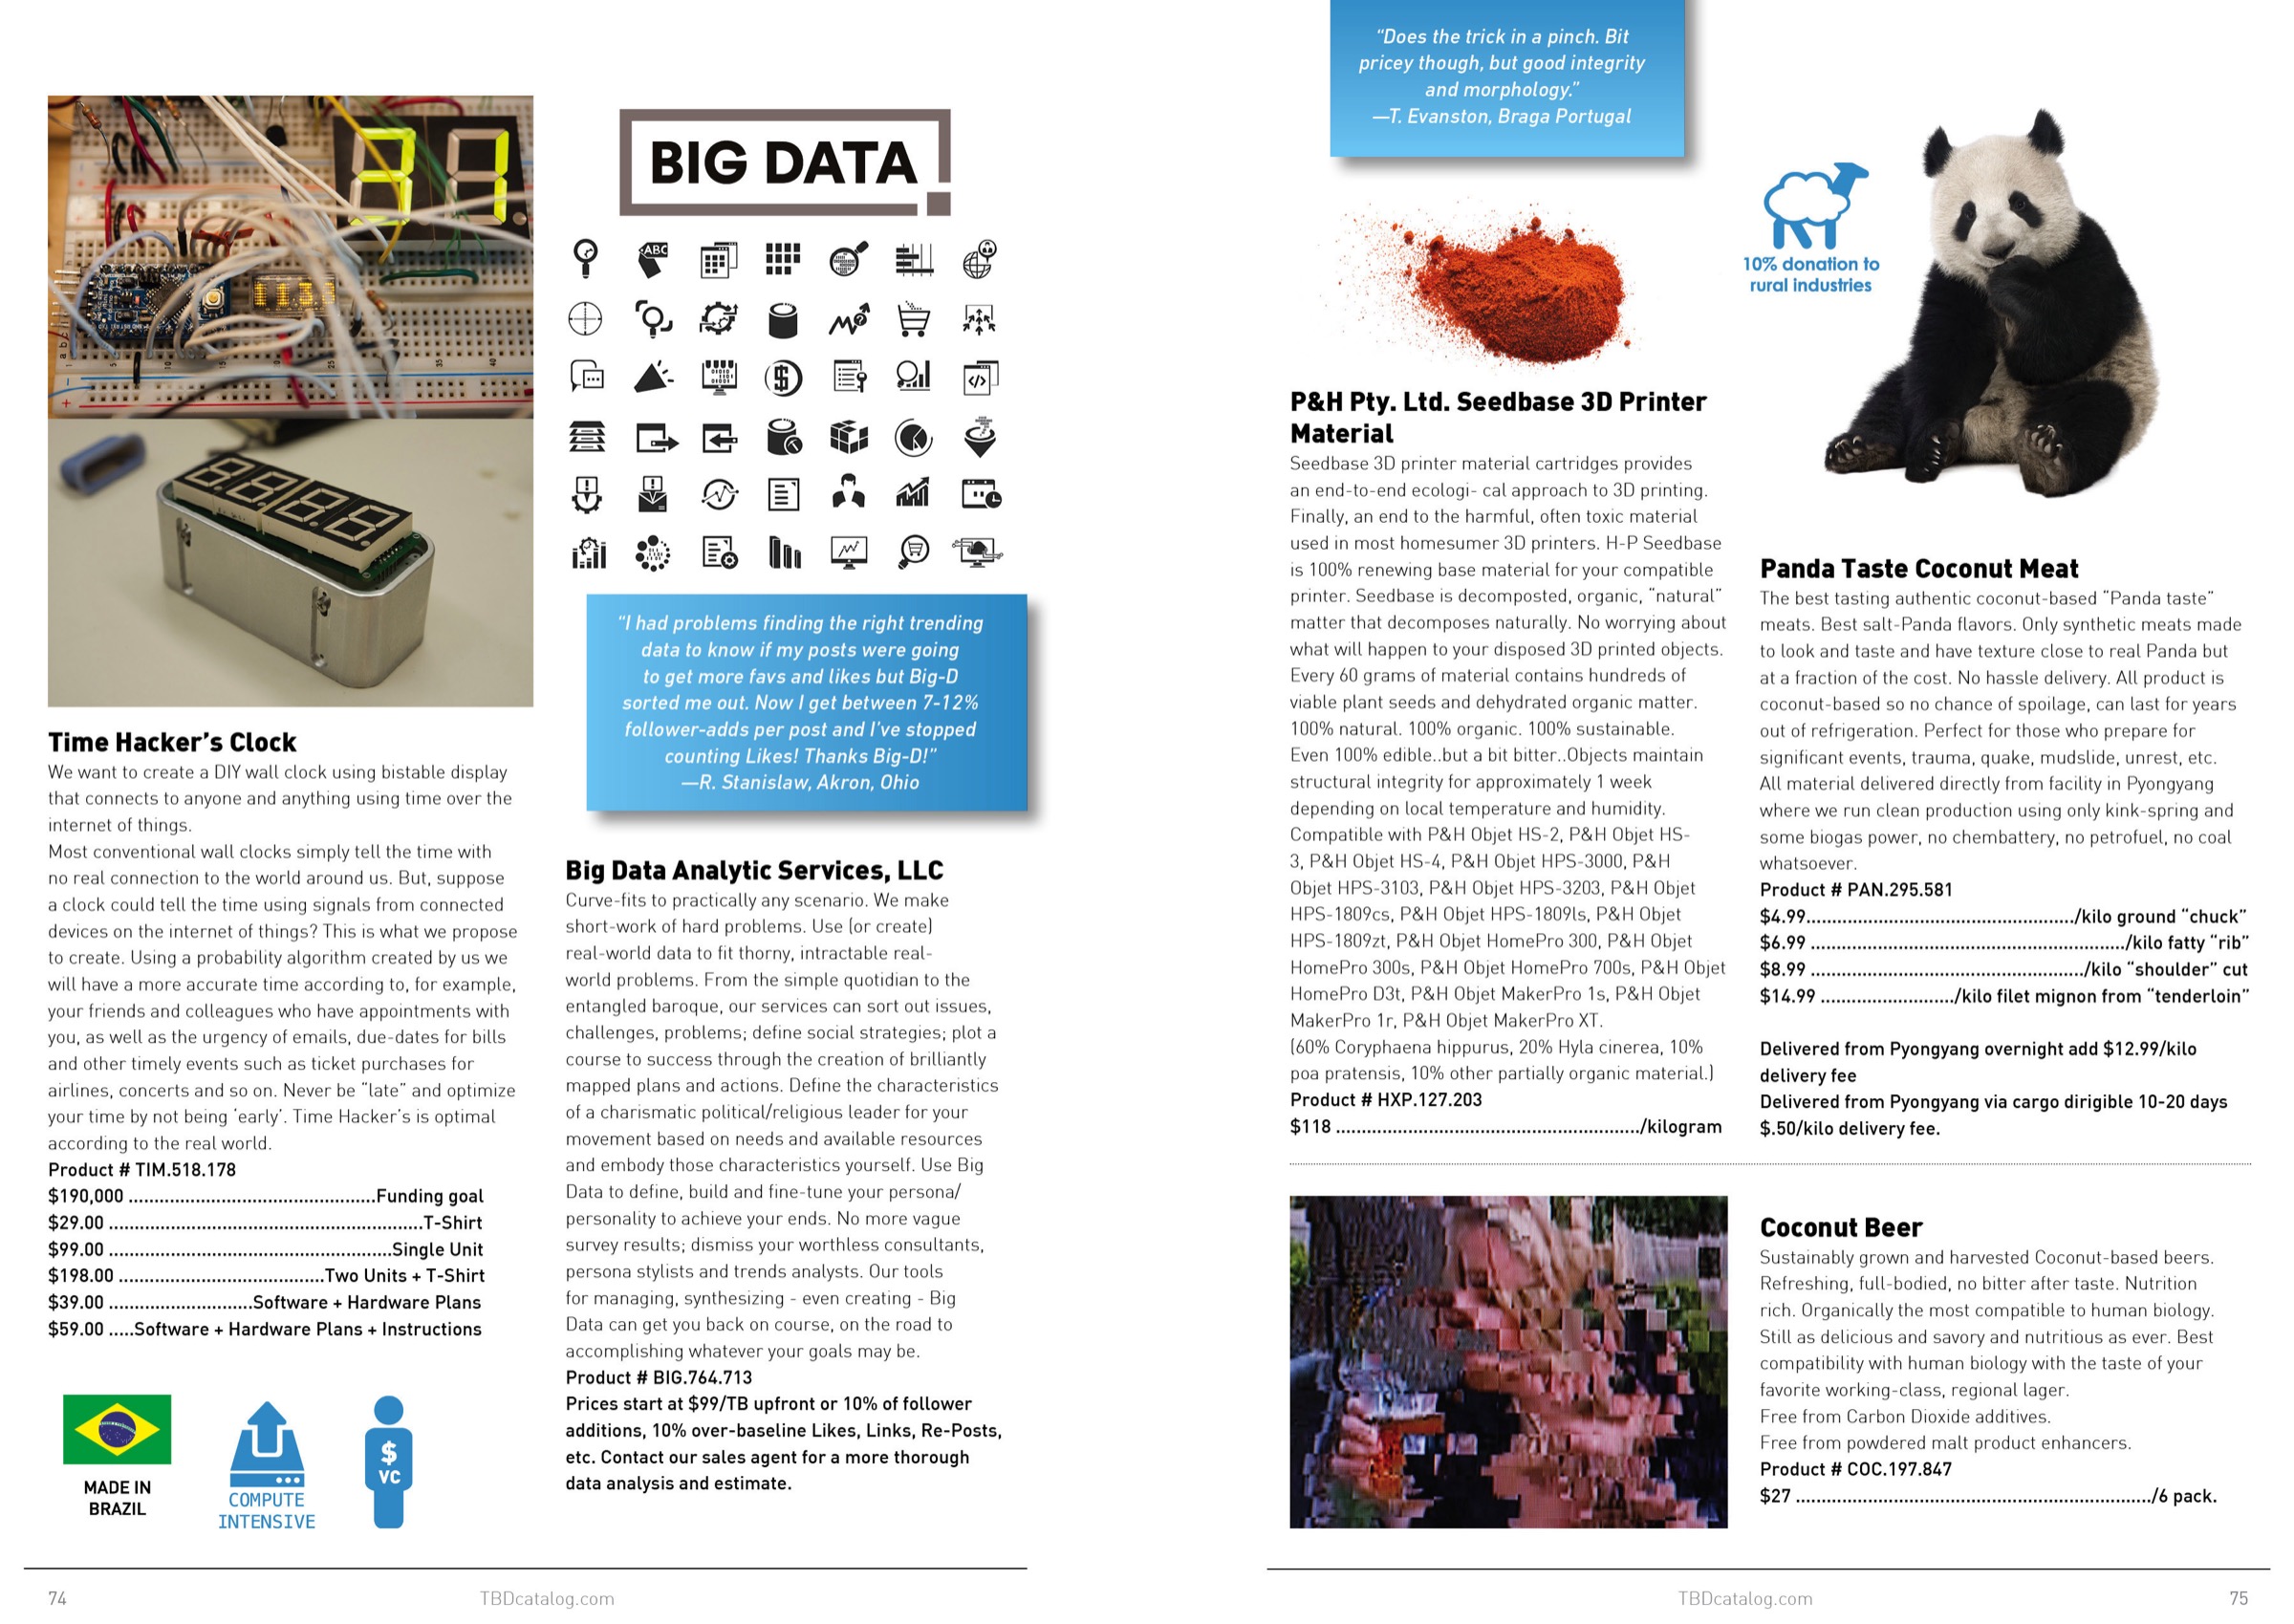 Time Hacker’s Clock
We want to create a DIY wall clock using bistable display
that connects to anyone and anything using time over the
internet of things.
Most conventional wall clocks simply tell the time with
no real connection to the world around us. But, suppose
a clock could tell the time using signals from connected
devices on the internet of things? This is what we propose
to create. Using a probability algorithm created by us we
will have a more accurate time according to, for example,
your friends and colleagues who have appointments with
you, as well as the urgency of emails, due-dates for bills
and other timely events such as ticket purchases for
airlines, concerts and so on. Never be “late” and optimize
your time by not being ‘early’. Time Hacker’s is optimal
according to the real world.
Product # TIM.518.178
$190,000 ................................................Funding goal
$29.00 .............................................................T-Shirt
$99.00 .......................................................Single Unit
$198.00 ........................................Two Units + T-Shirt
$39.00 ............................Software + Hardware Plans
$59.00 .....Software + Hardware Plans + Instructions
MADE IN
BRAZIL
COMPUTE
INTENSIVE
$
VC
BIG DATA
ABC
“I had problems finding the right trending
data to know if my posts were going
to get more favs and likes but Big-D
sorted me out. Now I get between 7-12%
follower-adds per post and I’ve stopped
counting Likes! Thanks Big-D!”
—R. Stanislaw, Akron, Ohio
Big Data Analytic Services, LLC
Curve-fits to practically any scenario. We make
short-work of hard problems. Use (or create)
real-world data to fit thorny, intractable real-
world problems. From the simple quotidian to the
entangled baroque, our services can sort out issues,
challenges, problems; define social strategies; plot a
course to success through the creation of brilliantly
mapped plans and actions. Define the characteristics
of a charismatic political/religious leader for your
movement based on needs and available resources
and embody those characteristics yourself. Use Big
Data to define, build and fine-tune your persona/
personality to achieve your ends. No more vague
survey results; dismiss your worthless consultants,
persona stylists and trends analysts. Our tools
for managing, synthesizing - even creating - Big
Data can get you back on course, on the road to
accomplishing whatever your goals may be.
Product # BIG.764.713
Prices start at $99/TB upfront or 10% of follower
additions, 10% over-baseline Likes, Links, Re-Posts,
etc. Contact our sales agent for a more thorough
data analysis and estimate.
74
TBDcatalog.com
“Does the trick in a pinch. Bit
pricey though, but good integrity
and morphology.”
—T. Evanston, Braga Portugal
P&H Pty. Ltd. Seedbase 3D Printer
Material
Seedbase 3D printer material cartridges provides
an end-to-end ecologi- cal approach to 3D printing.
Finally, an end to the harmful, often toxic material
used in most homesumer 3D printers. H-P Seedbase
is 100% renewing base material for your compatible
printer. Seedbase is decomposted, organic, “natural”
matter that decomposes naturally. No worrying about
what will happen to your disposed 3D printed objects.
Every 60 grams of material contains hundreds of
viable plant seeds and dehydrated organic matter.
100% natural. 100% organic. 100% sustainable.
Even 100% edible..but a bit bitter..Objects maintain
structural integrity for approximately 1 week
depending on local temperature and humidity.
Compatible with P&H Objet HS-2, P&H Objet HS-
3, P&H Objet HS-4, P&H Objet HPS-3000, P&H
Objet HPS-3103, P&H Objet HPS-3203, P&H Objet
HPS-1809cs, P&H Objet HPS-1809ls, P&H Objet
HPS-1809zt, P&H Objet HomePro 300, P&H Objet
HomePro 300s, P&H Objet HomePro 700s, P&H Objet
HomePro D3t, P&H Objet MakerPro 1s, P&H Objet
MakerPro 1r, P&H Objet MakerPro XT.
(60% Coryphaena hippurus, 20% Hyla cinerea, 10%
poa pratensis, 10% other partially organic material.)
Product # HXP.127.203
$118 ............................................................/kilogram
10% donation to
rural industries
Panda Taste Coconut Meat
The best tasting authentic coconut-based “Panda taste”
meats. Best salt-Panda flavors. Only synthetic meats made
to look and taste and have texture close to real Panda but
at a fraction of the cost. No hassle delivery. All product is
coconut-based so no chance of spoilage, can last for years
out of refrigeration. Perfect for those who prepare for
significant events, trauma, quake, mudslide, unrest, etc.
All material delivered directly from facility in Pyongyang
where we run clean production using only kink-spring and
some biogas power, no chembattery, no petrofuel, no coal
whatsoever.
Product # PAN.295.581
$4.99...................................................../kilo ground “chuck”
$6.99 ............................................................../kilo fatty “rib”
$8.99 ....................................................../kilo “shoulder” cut
$14.99 ........................../kilo filet mignon from “tenderloin”
Delivered from Pyongyang overnight add $12.99/kilo
delivery fee
Delivered from Pyongyang via cargo dirigible 10-20 days
$.50/kilo delivery fee.
Coconut Beer
Sustainably grown and harvested Coconut-based beers.
Refreshing, full-bodied, no bitter after taste. Nutrition
rich. Organically the most compatible to human biology.
Still as delicious and savory and nutritious as ever. Best
compatibility with human biology with the taste of your
favorite working-class, regional lager.
Free from Carbon Dioxide additives.
Free from powdered malt product enhancers.
Product # COC.197.847
$27 ....................................................................../6 pack.
TBDcatalog.com
75